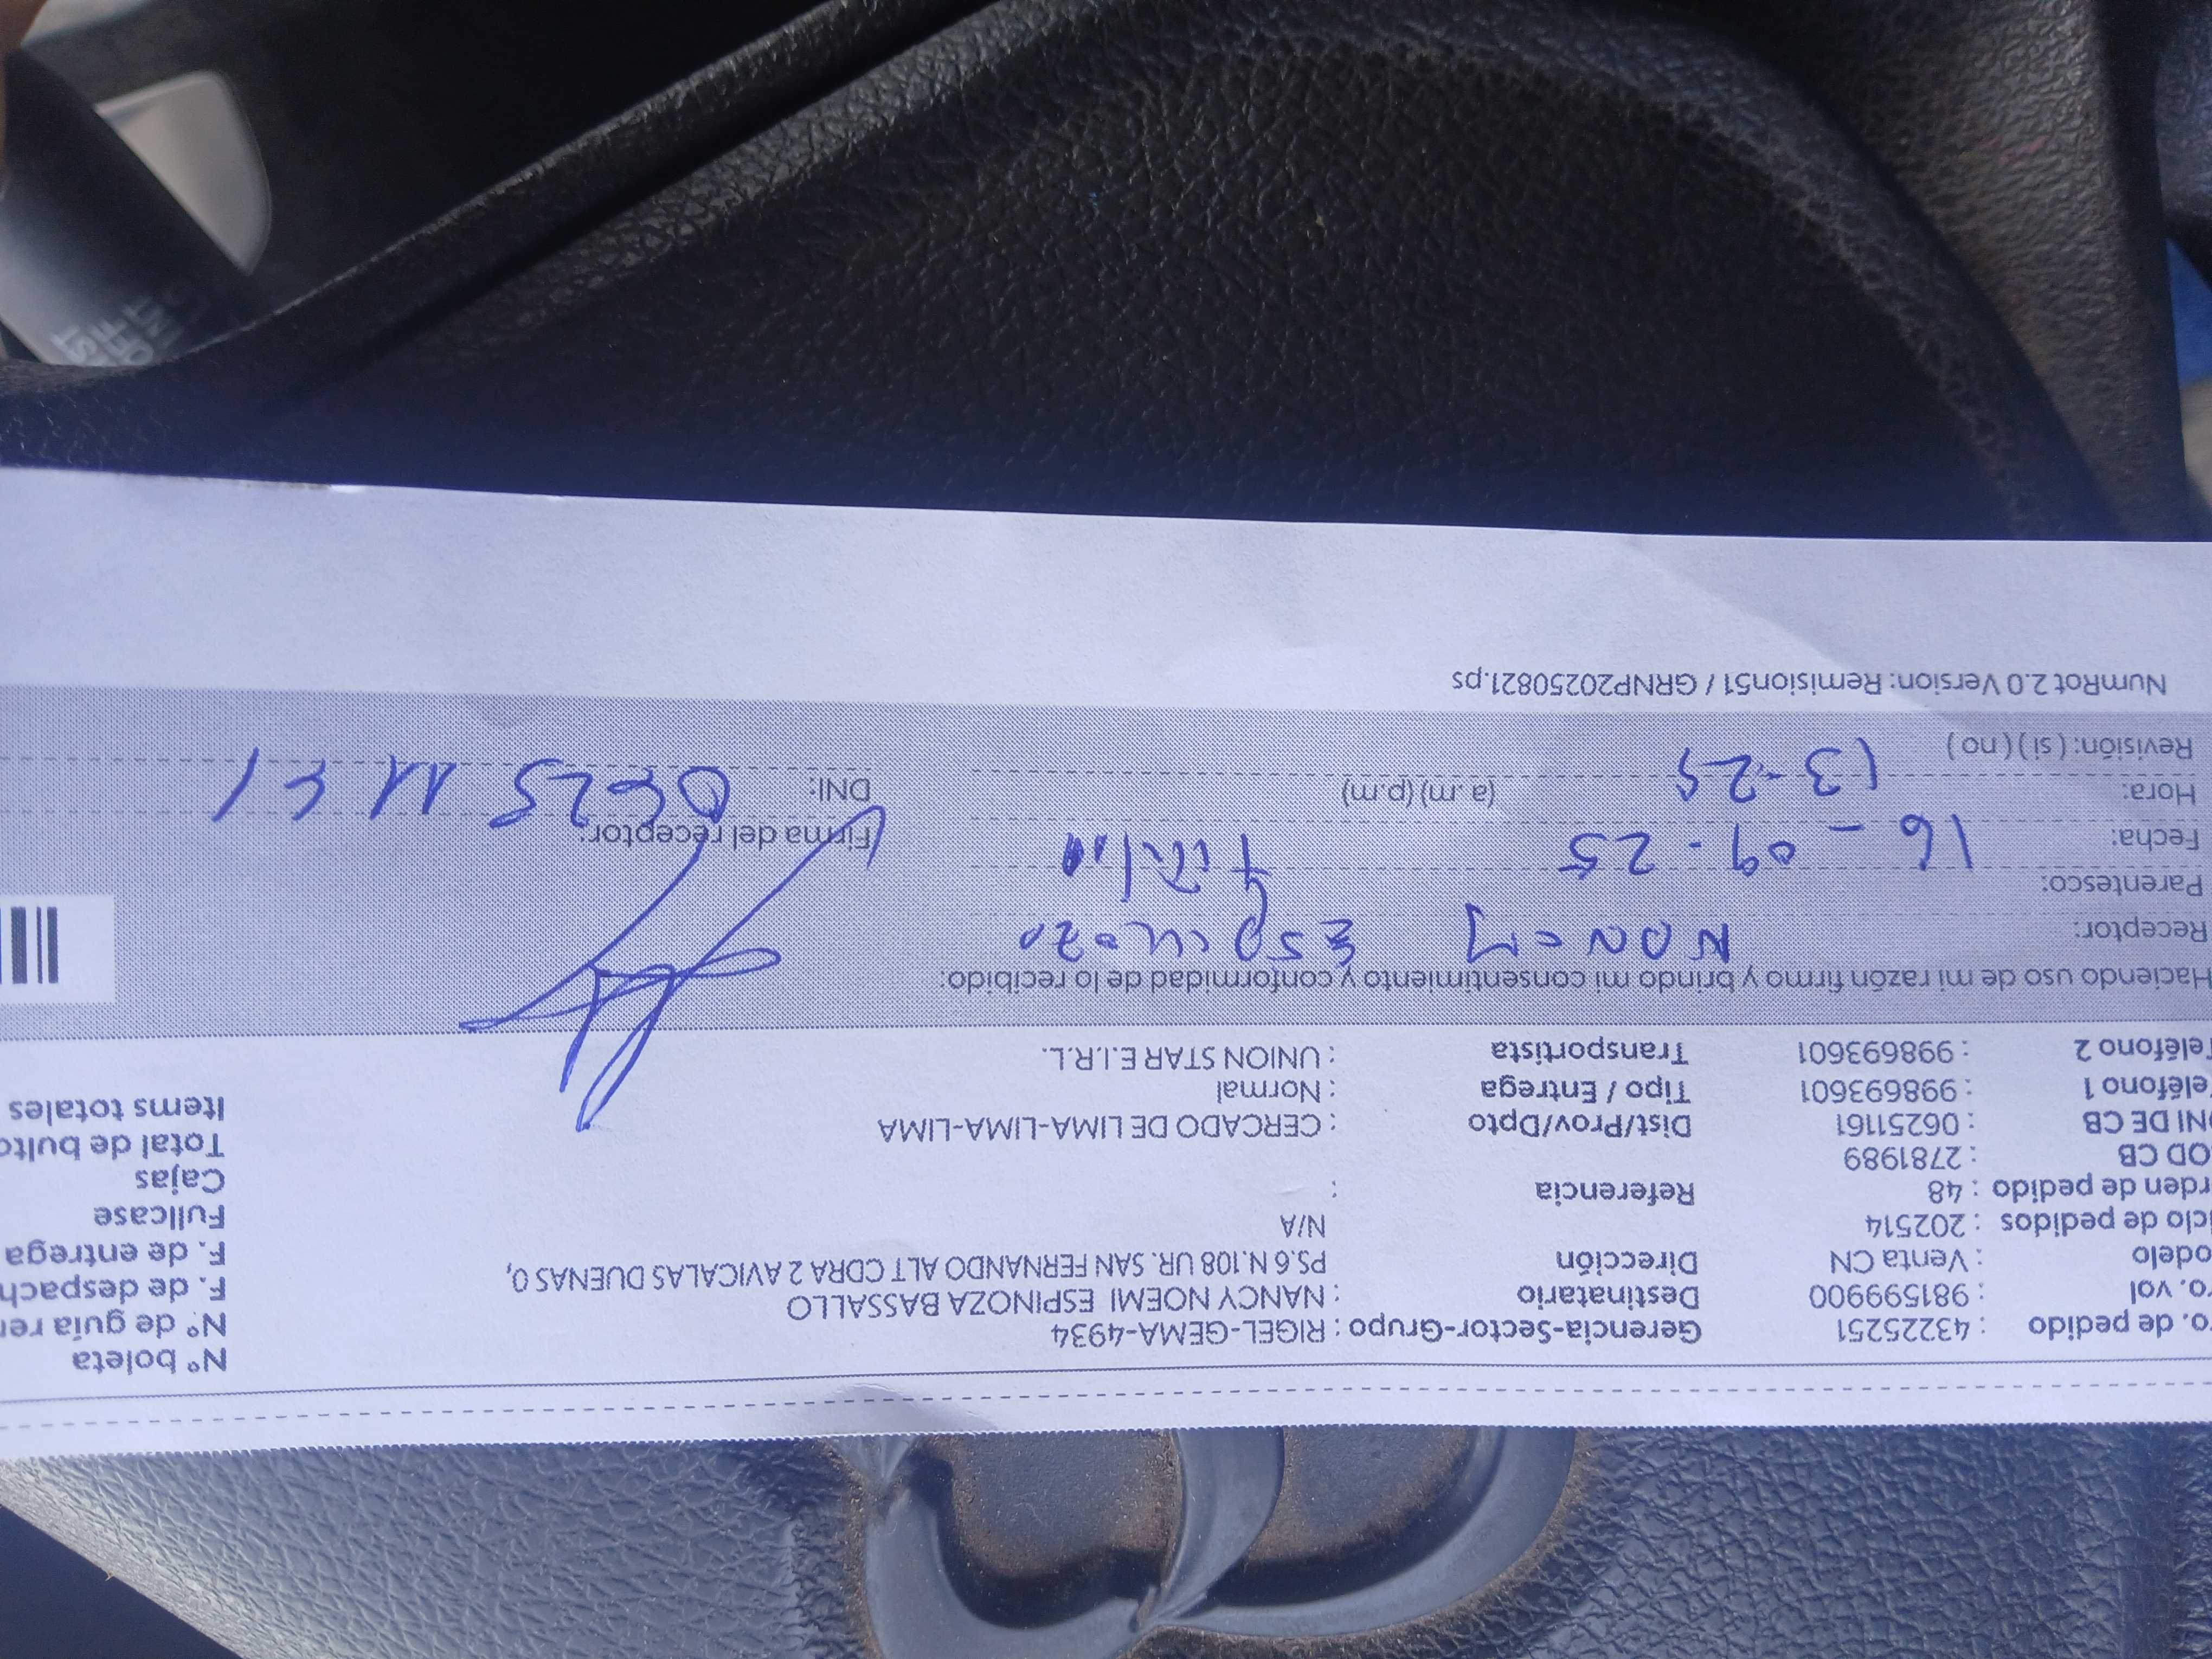 ro. de pedido : 43225251 Gerencia-Sector-Grupo : RIGEL-GEMA-4934 N° boleta
ro. vol : 981599900 Destinatario : NANCY NOEMI ESPINOZA BASSALLO N° de guía rer
odelo : Venta CN Dirección PS.6 N.108 UR. SAN FERNANDO ALT CDRA 2 AVICALAS DUENAS 0, F. de despach
iclo de pedidos : 202514 N/A F. de entrega
rden de pedido : 48 Referencia : Fullcase
OD CB : 2781989 Cajas
NI DE CB : 06251161 Dist/Prov/Dpto : CERCADO DE LIMA-LIMA-LIMA Total de bulto
eléfono 1 : 998693601 Tipo / Entrega : Normal Items totales
eléfono 2 : 998693601 Transportista : UNION STAR E.I.R.L.
Haciendo uso de mi razón firmo y brindo mi consentimiento y conformidad de lo recibido:
Receptor: NANCY Espinoza
Parentesco: Titular
Fecha: 16-09-25 Firma del receptor:
Hora: 13-25 (a.m) (p.m) DNI:
Revisión: ( si ) ( no )
NumRot 2.0 Version: Remision51 / GRNP20250821.ps